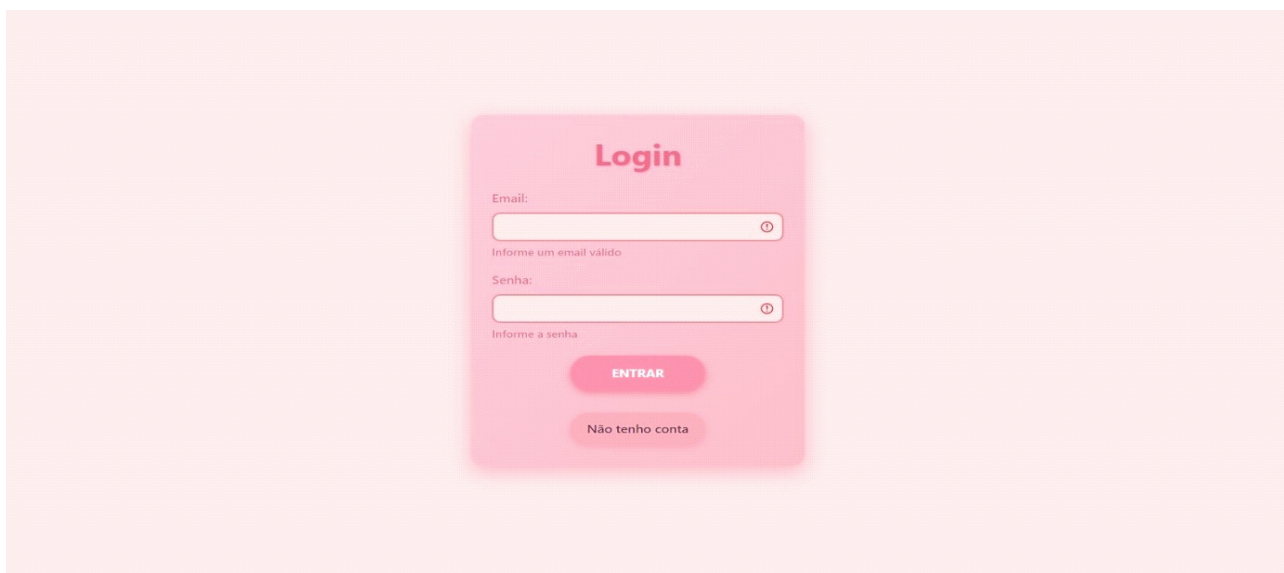 Login
Email:
Informe um email válido
Senha:
Informe a senha
ENTRAR
Não tenho conta